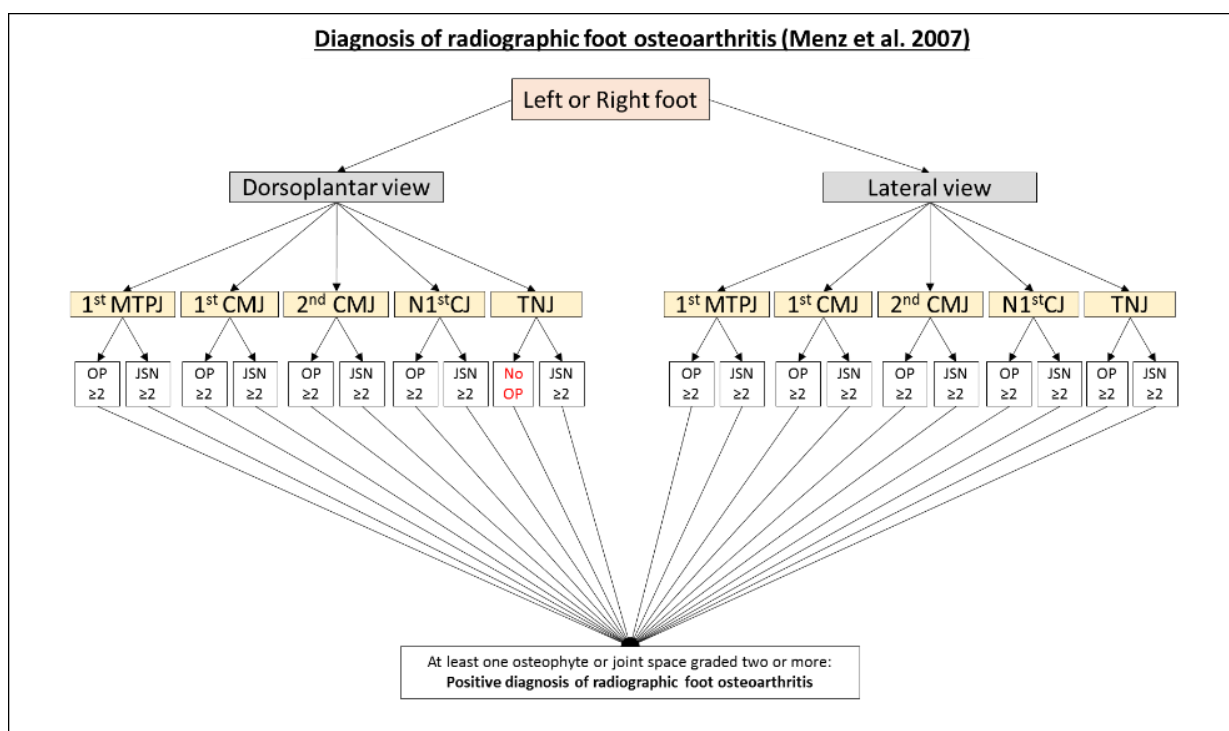 Diagnosis of radiographic foot osteoarthritis (Menz et al. 2007)
Left or Right foot
Dorsoplantar view
Lateral view
1st MTPJ
1st CMJ
2nd CMJ
N1stCJ
TNJ
1st MTPJ
1st CMJ
2nd CMJ
N1stCJ
TNJ
OP
≥2
JSN
≥2
OP
≥2
JSN
≥2
OP
≥2
JSN
≥2
OP
≥2
JSN
≥2
No
OP
JSN
≥2
OP
≥2
JSN
≥2
OP
≥2
JSN
≥2
OP
≥2
JSN
≥2
OP
≥2
JSN
≥2
OP
≥2
JSN
≥2
At least one osteophyte or joint space graded two or more:
Positive diagnosis of radiographic foot osteoarthritis